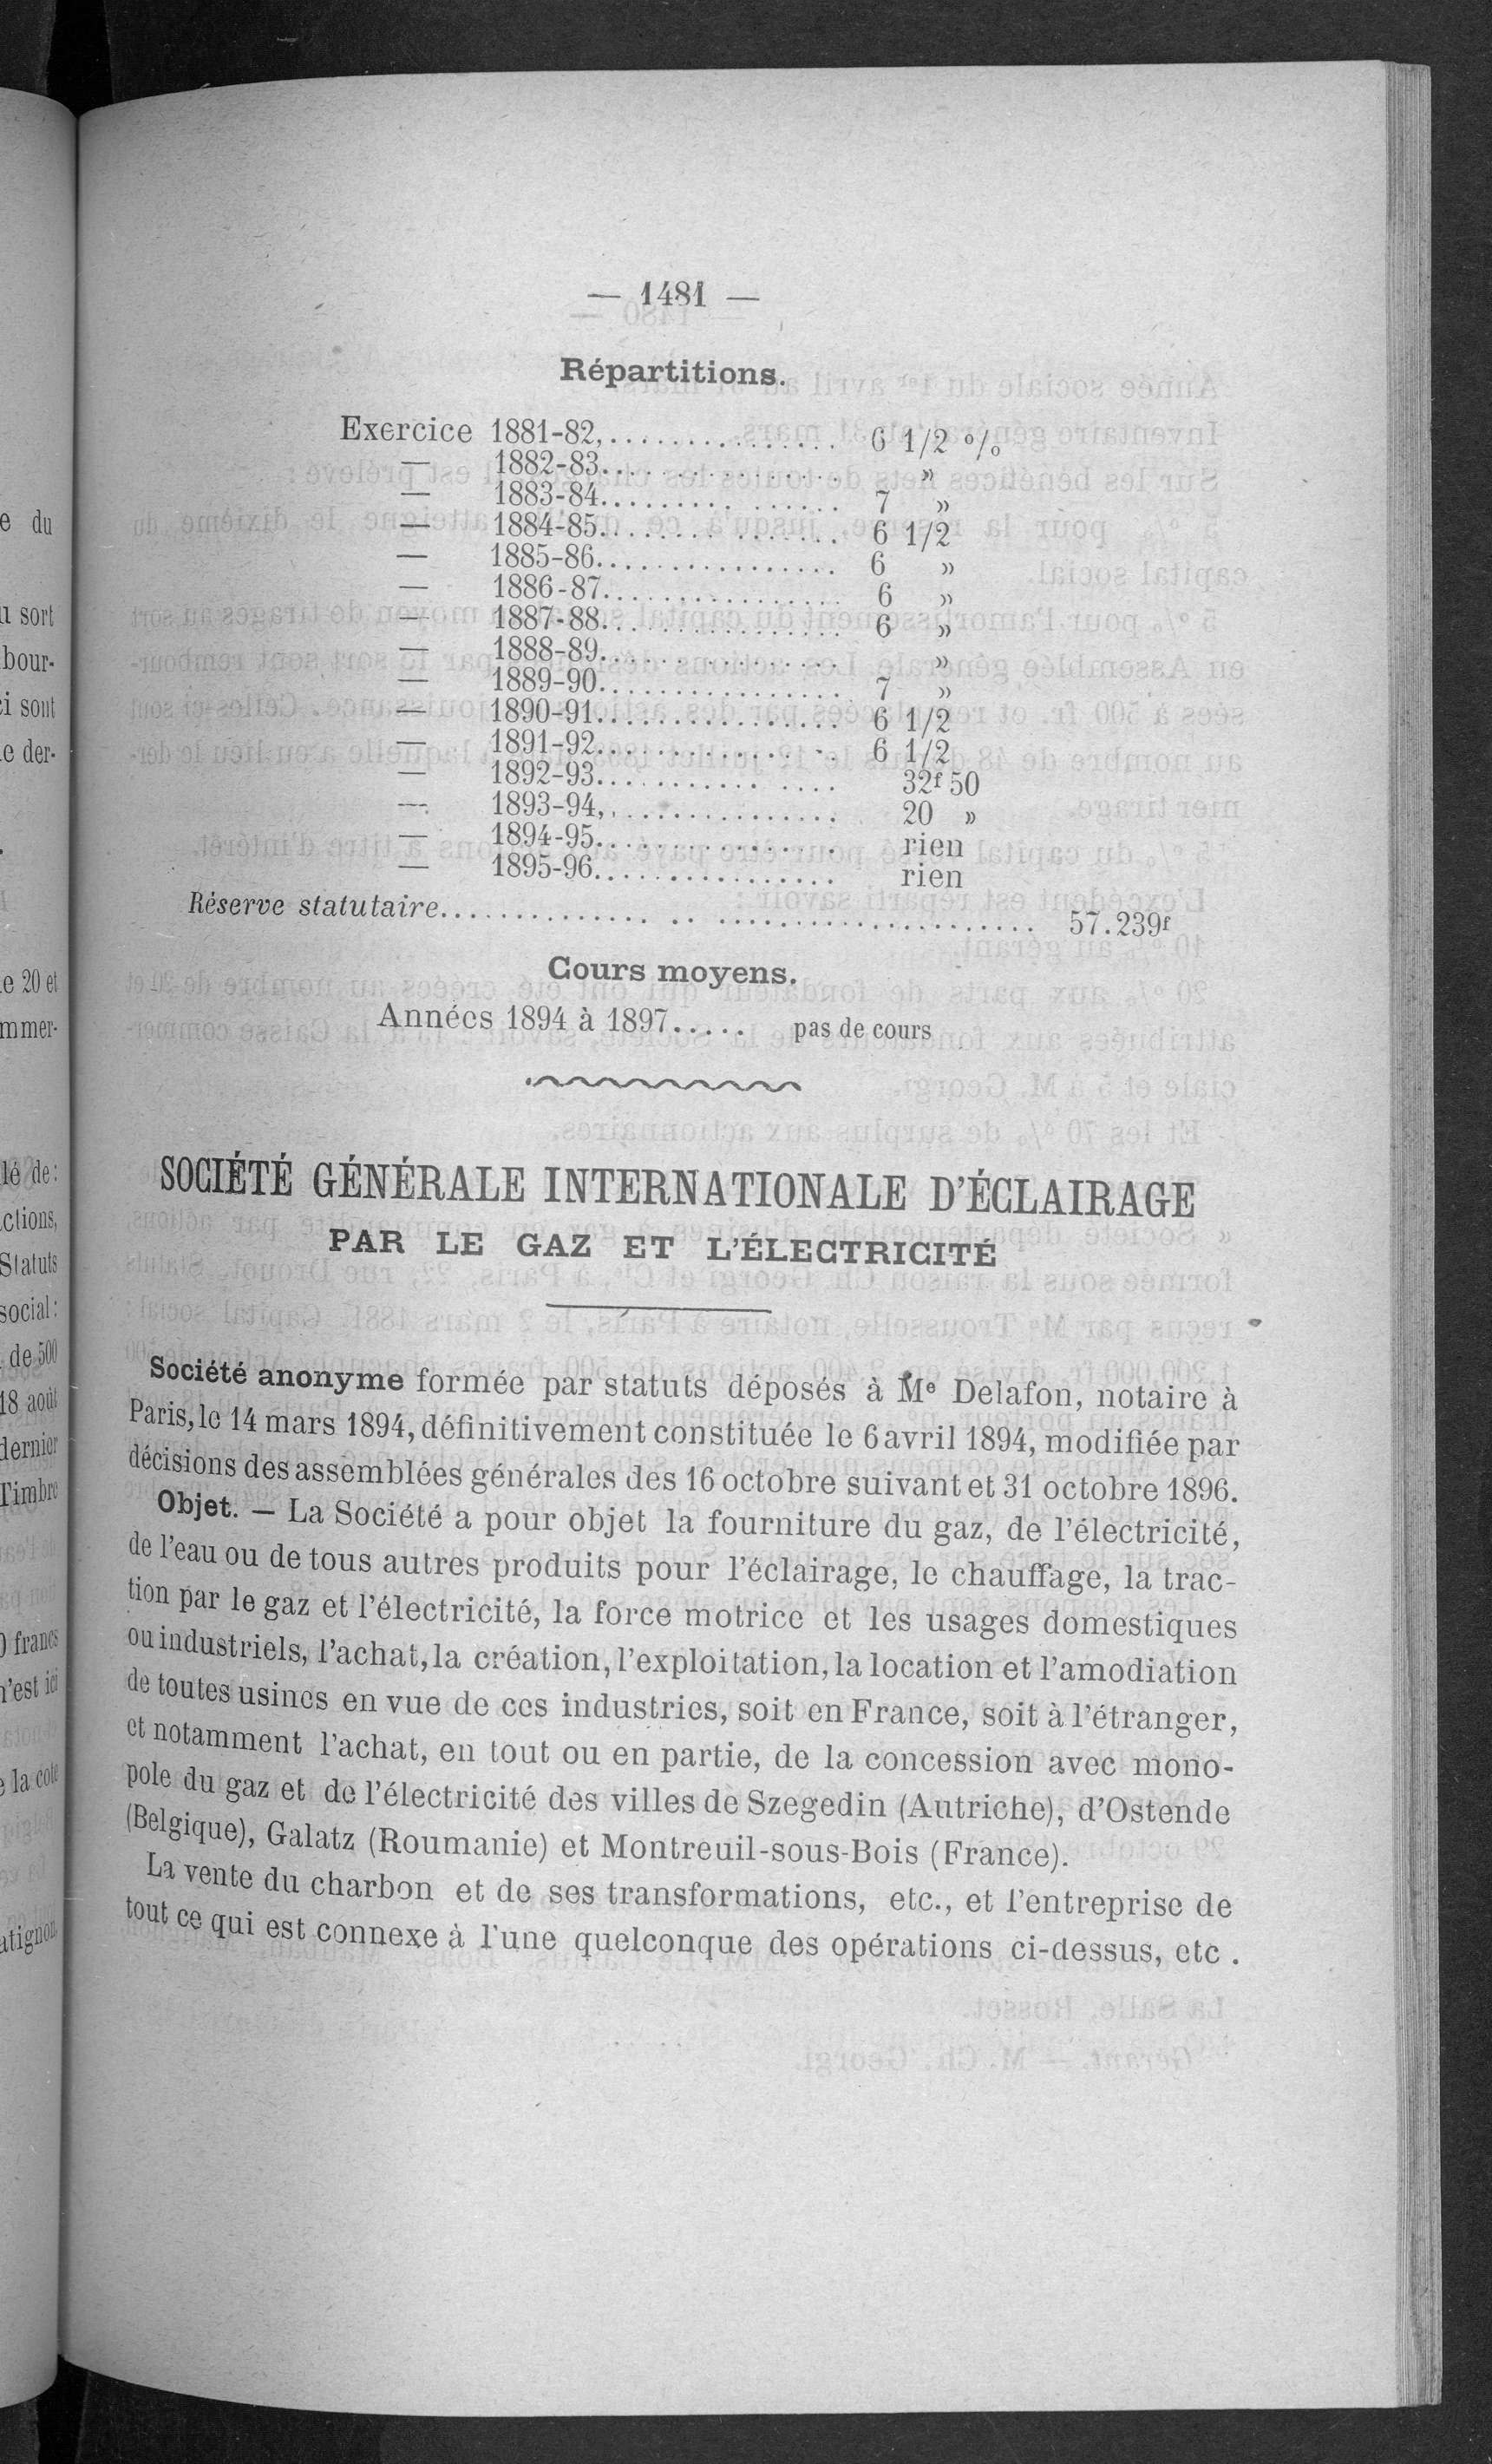 — 1481 —
Répartitions.
Exercice 1881-82,............... 6 1/2 %
— 1882-83................ »
— 1883-84......... ...... 7 »
— 1884-85......... ....... 6 1/2
— 1885-86................ 6 »
— 1886-87................ 6 »
— 1887-88................ 6 »
— 1888-89................ »
— 1889-90................ 7 »
— 1890-91................ 6 1/2
— 1891-92............... 6 1/2
— 1892-93........... .... 32f 50
— 1893-94,............... 20 »
— 1894-95................ rien
— 1895-96................ rien
Réserve statutaire.............. .. ..................... 57.239f
Cours moyens.
Années 1894 à 1897..... pas de cours
SOCIÉTÉ GÉNÉRALE INTERNATIONALE D'ÉCLAIRAGE
PAR LE GAZ ET L'ÉLECTRICITÉ
Société anonyme formée par statuts déposés à Me Delafon, notaire à
Paris, le 14 mars 1894, définitivement constituée le 6 avril 1894, modifiée par
décisions des assemblées générales des 16 octobre suivant et 31 octobre 1896.
Objet. — La Société a pour objet la fourniture du gaz, de l'électricité,
de l'eau ou de tous autres produits pour l'éclairage, le chauffage, la trac-
tion par le gaz et l'électricité, la force motrice et les usages domestiques
ou industriels, l'achat, la création, l'exploitation, la location et l'amodiation
de toutes usines en vue de ces industries, soit en France, soit à l'étranger,
et notamment l'achat, en tout ou en partie, de la concession avec mono-
pole du gaz et de l'électricité des villes de Szegedin (Autriche), d'Ostende
(Belgique), Galatz (Roumanie) et Montreuil-sous-Bois (France).
La vente du charbon et de ses transformations, etc., et l'entreprise de
tout ce qui est connexe à l'une quelconque des opérations ci-dessus, etc.